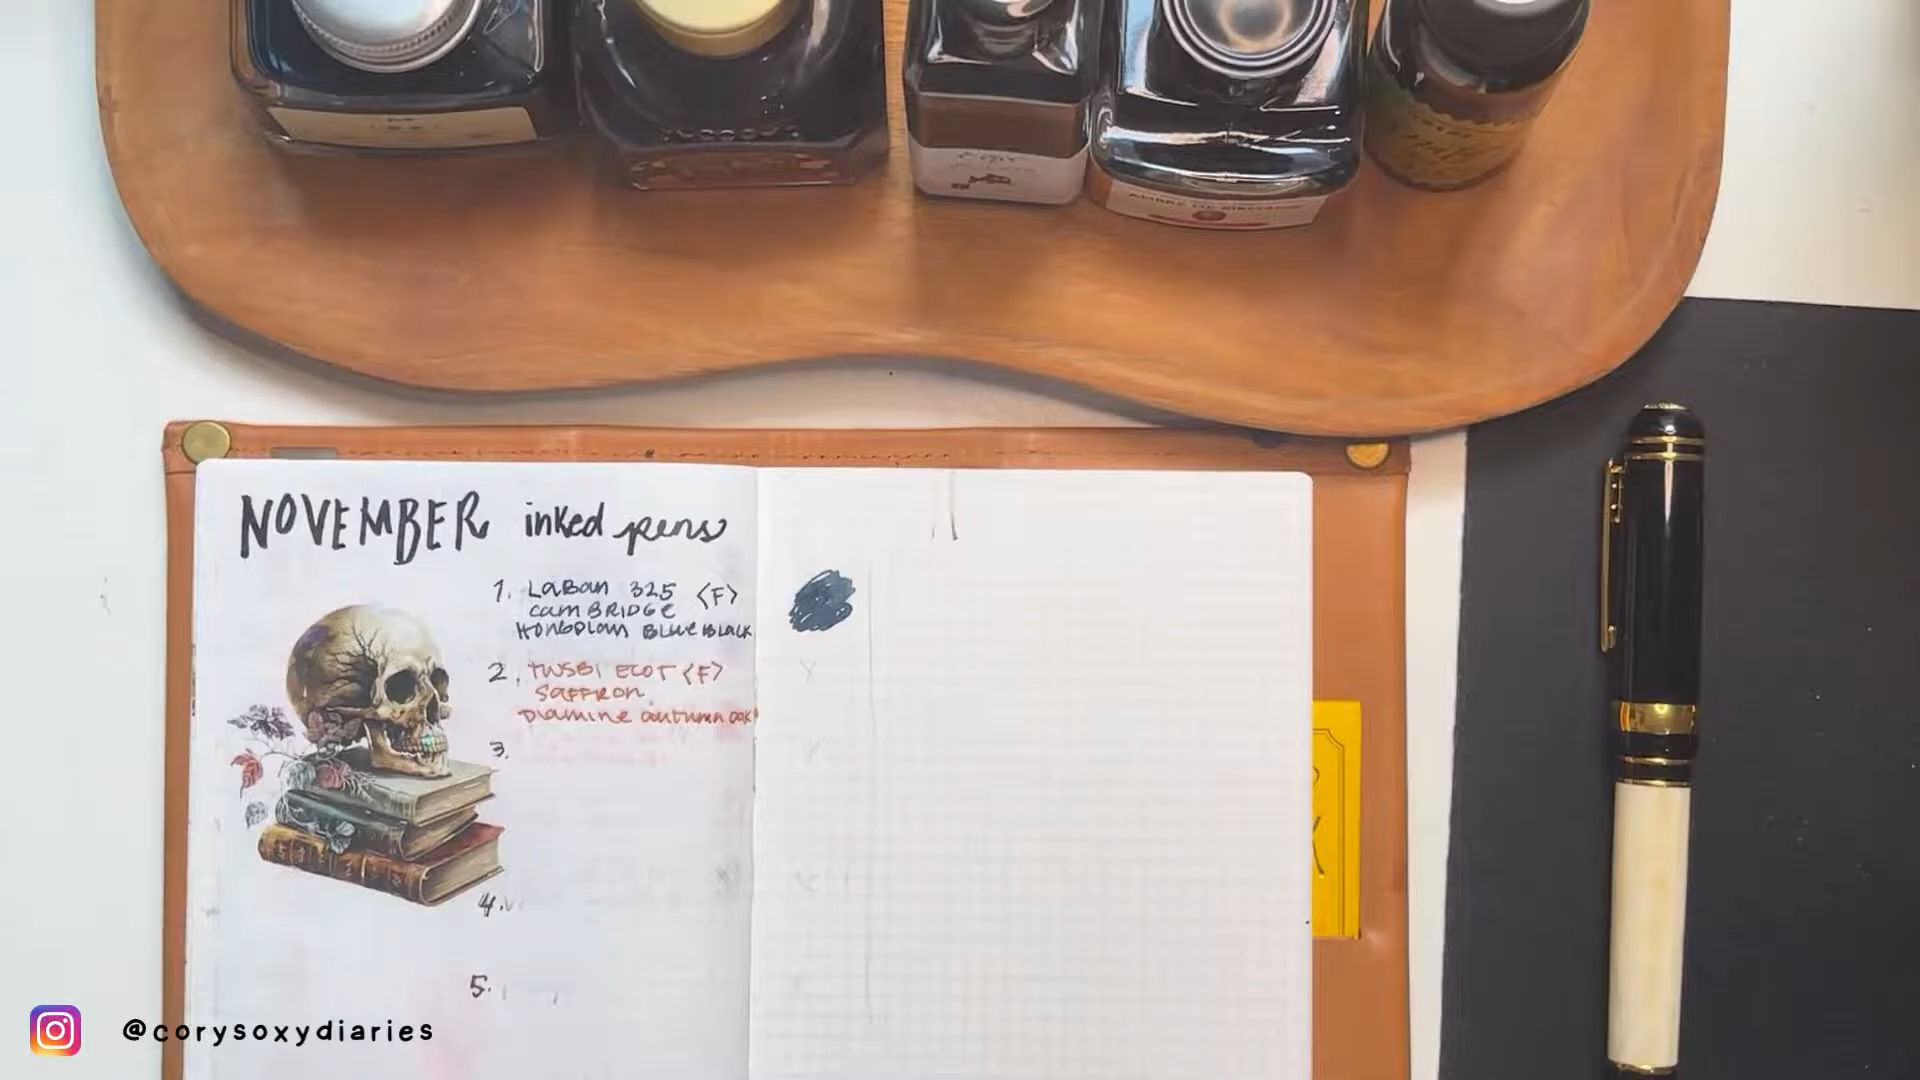 NOVEMBER inked pens
1. LaBan 325 <F>
CamBRIDGE
HONGDIAN BLUE BLACK
2. TWSBI ECOT <F>
SaFFRON
Diamine autumn oak
3.
4.
5.
@corysoxydiaries